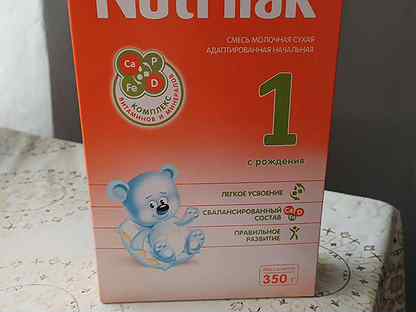 Nutrilak
СМЕСЬ МОЛОЧНАЯ СУХАЯ
АДАПТИРОВАННАЯ НАЧАЛЬНАЯ
Ca P
Fe D
КОМПЛЕКС
ВИТАМИНОВ И МИНЕРАЛОВ
1
с рождения
ЛЕГКОЕ УСВОЕНИЕ
СБАЛАНСИРОВАННЫЙ
СОСТАВ
ПРАВИЛЬНОЕ
РАЗВИТИЕ
350 г